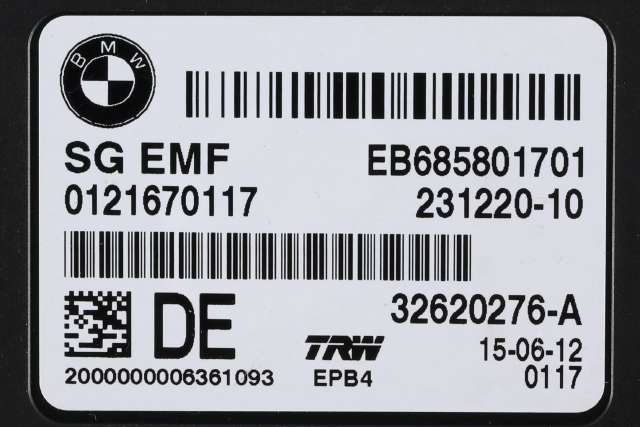 BMW
SG EMF EB685801701
0121670117 231220-10
DE 32620276-A
TRW 15-06-12
2000000006361093 EPB4 0117